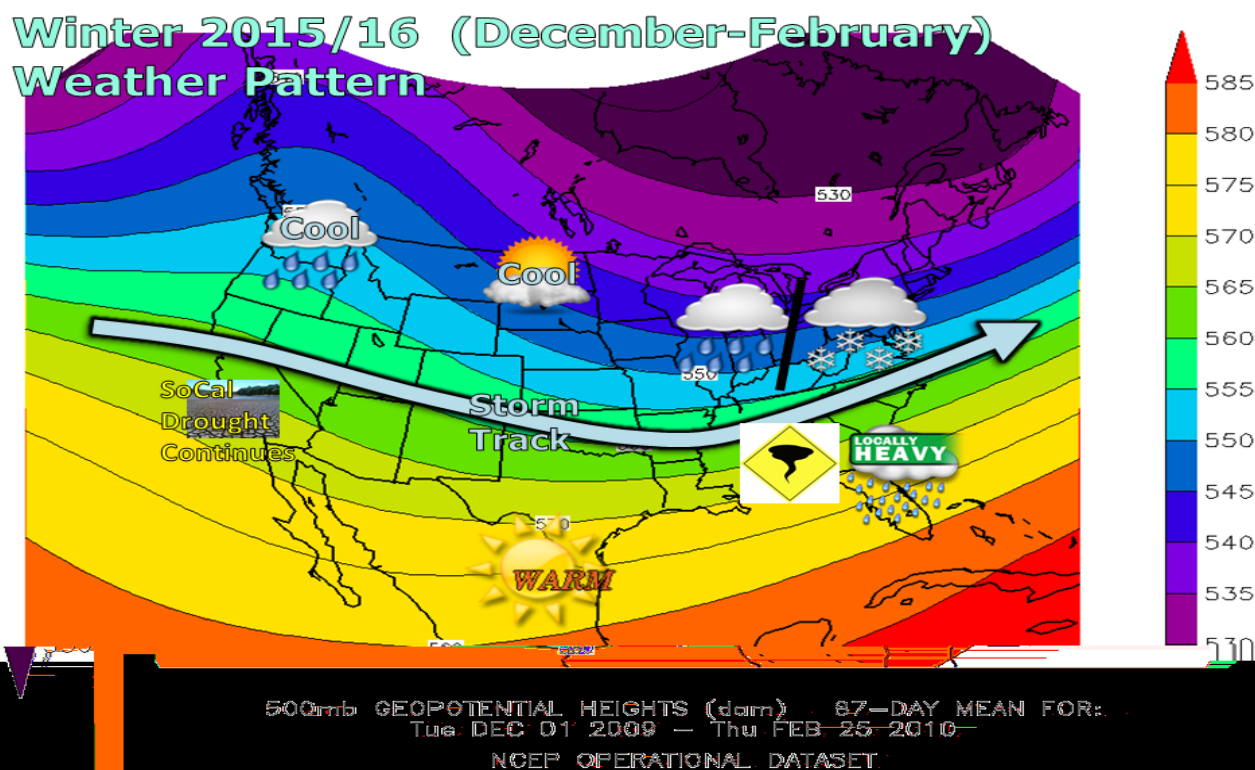 Winter 2015/16 (December-February)
Weather Pattern
585
580
575
570
565
560
555
550
545
540
535
530
530
Cool
Cool
550
SoCal
Drought
Continues
Storm
Track
LOCALLY
HEAVY
570
WARM
500mb GEOPOTENTIAL HEIGHTS (dam) 87-DAY MEAN FOR:
Tue DEC 01 2009 – Thu FEB 25 2010
NCEP OPERATIONAL DATASET